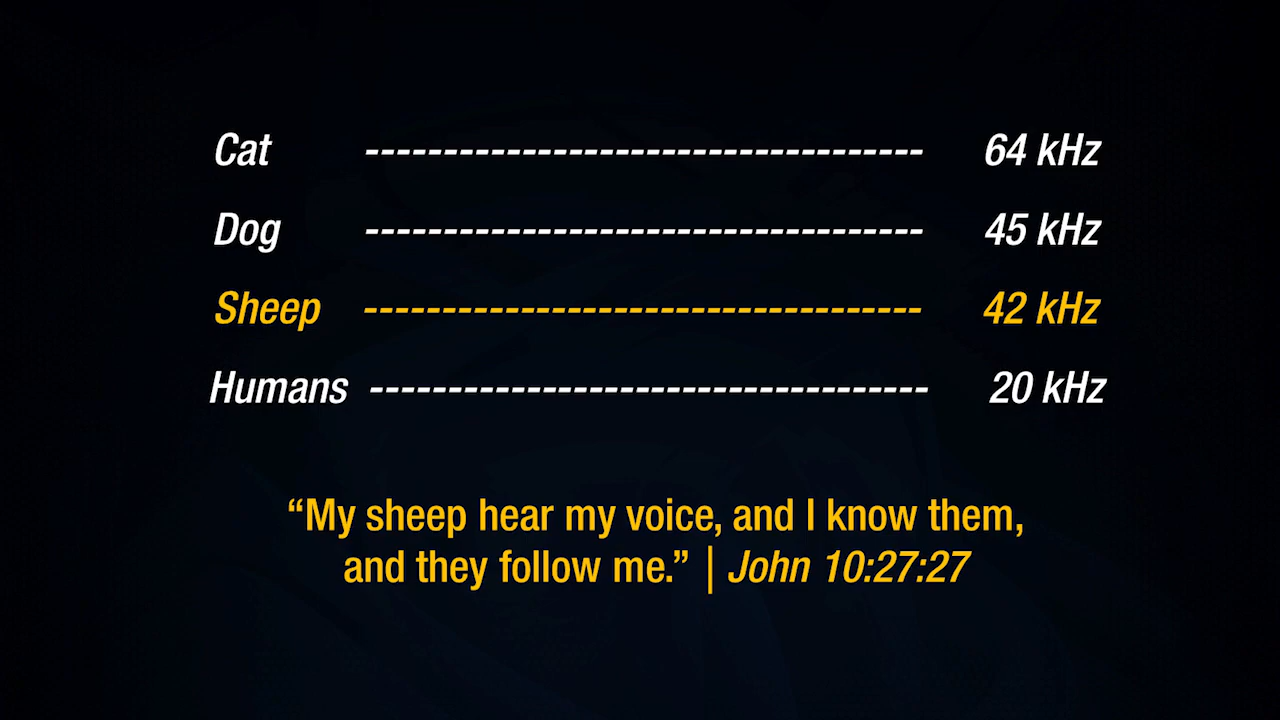 Cat ----------------------------------- 64 kHz
Dog ----------------------------------- 45 kHz
Sheep ----------------------------------- 42 kHz
Humans ----------------------------------- 20 kHz
“My sheep hear my voice, and I know them,
and they follow me.” | John 10:27:27